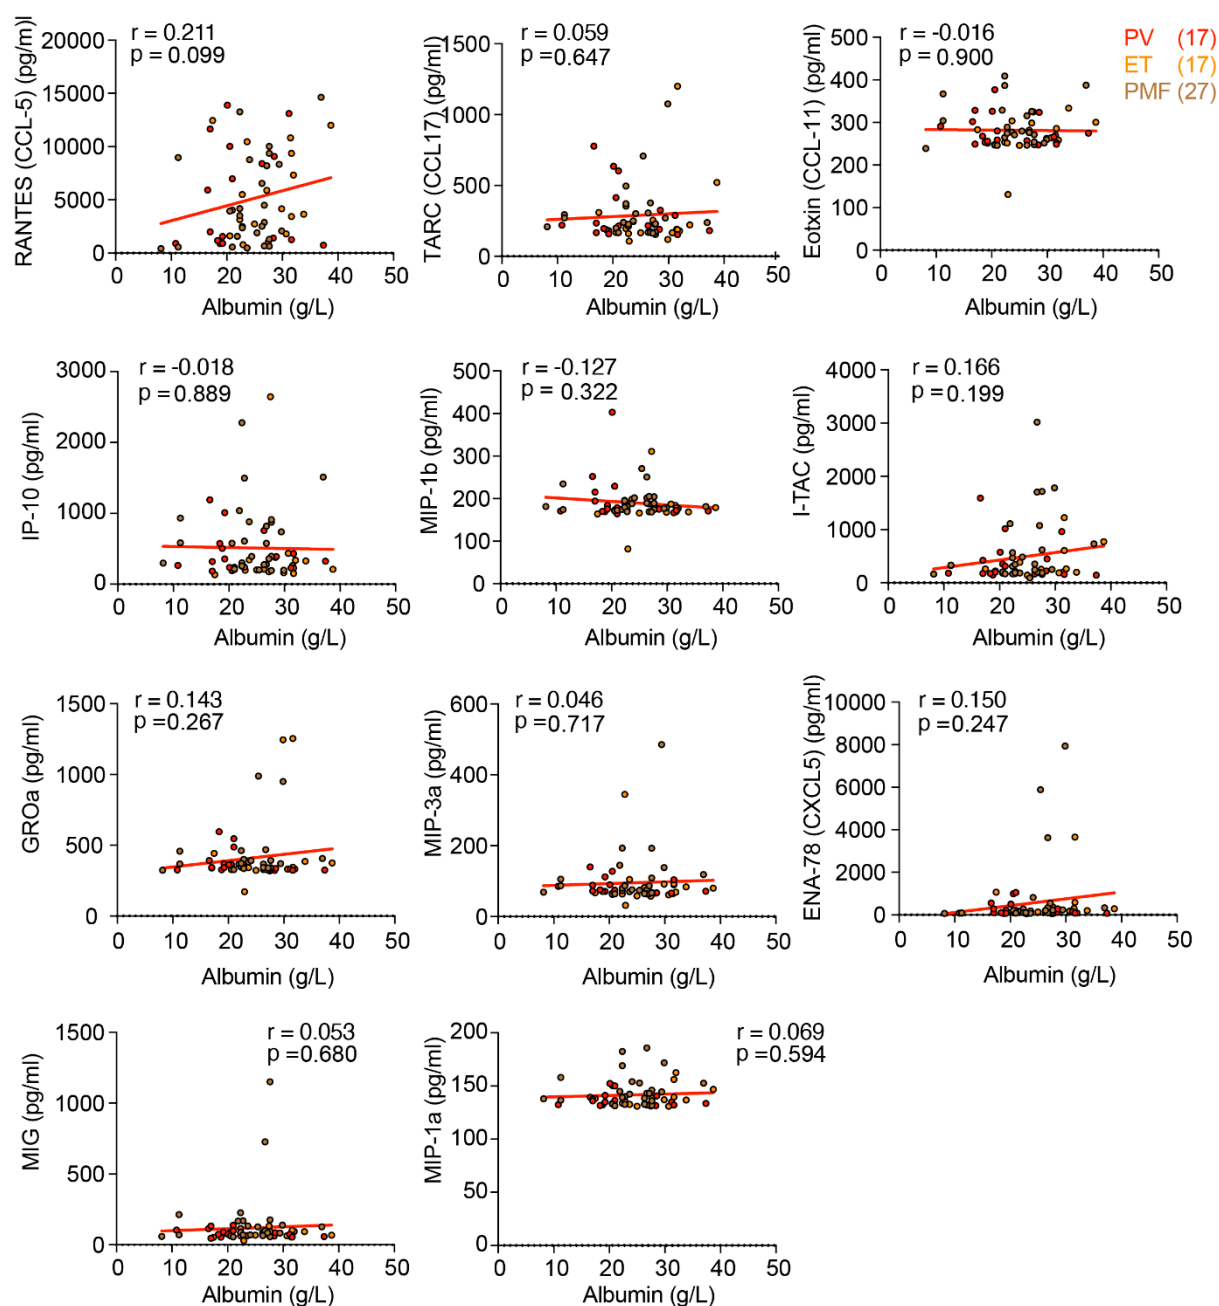 r = 0.211
p = 0.099
RANTES (CCL-5) (pg/ml)l
20000
15000
10000
5000
0
0 10 20 30 40 50
Albumin (g/L)
r = 0.059
p =0.647
TARC (CCL17) (pg/ml)
1500
1000
500
0
0 10 20 30 40 50
Albumin (g/L)
r = -0.016
p = 0.900
Eotxin (CCL-11) (pg/ml)
500
400
300
200
100
0
0 10 20 30 40 50
Albumin (g/L)
PV (17)
ET (17)
PMF (27)
r = -0.018
p =0.889
IP-10 (pg/ml)
3000
2000
1000
0
0 10 20 30 40 50
Albumin (g/L)
r = -0.127
p = 0.322
MIP-1b (pg/ml)
500
400
300
200
100
0
0 10 20 30 40 50
Albumin (g/L)
r = 0.166
p =0.199
I-TAC (pg/ml)
4000
3000
2000
1000
0
0 10 20 30 40 50
Albumin (g/L)
r = 0.143
p =0.267
GROa (pg/ml)
1500
1000
500
0
0 10 20 30 40 50
Albumin (g/L)
r = 0.046
p =0.717
MIP-3a (pg/ml)
600
400
200
0
0 10 20 30 40 50
Albumin (g/L)
r = 0.150
p =0.247
ENA-78 (CXCL5) (pg/ml)
10000
8000
6000
4000
2000
0
0 10 20 30 40 50
Albumin (g/L)
r = 0.053
p =0.680
MIG (pg/ml)
1500
1000
500
0
0 10 20 30 40 50
Albumin (g/L)
r = 0.069
p =0.594
MIP-1a (pg/ml)
200
150
100
50
0
0 10 20 30 40 50
Albumin (g/L)